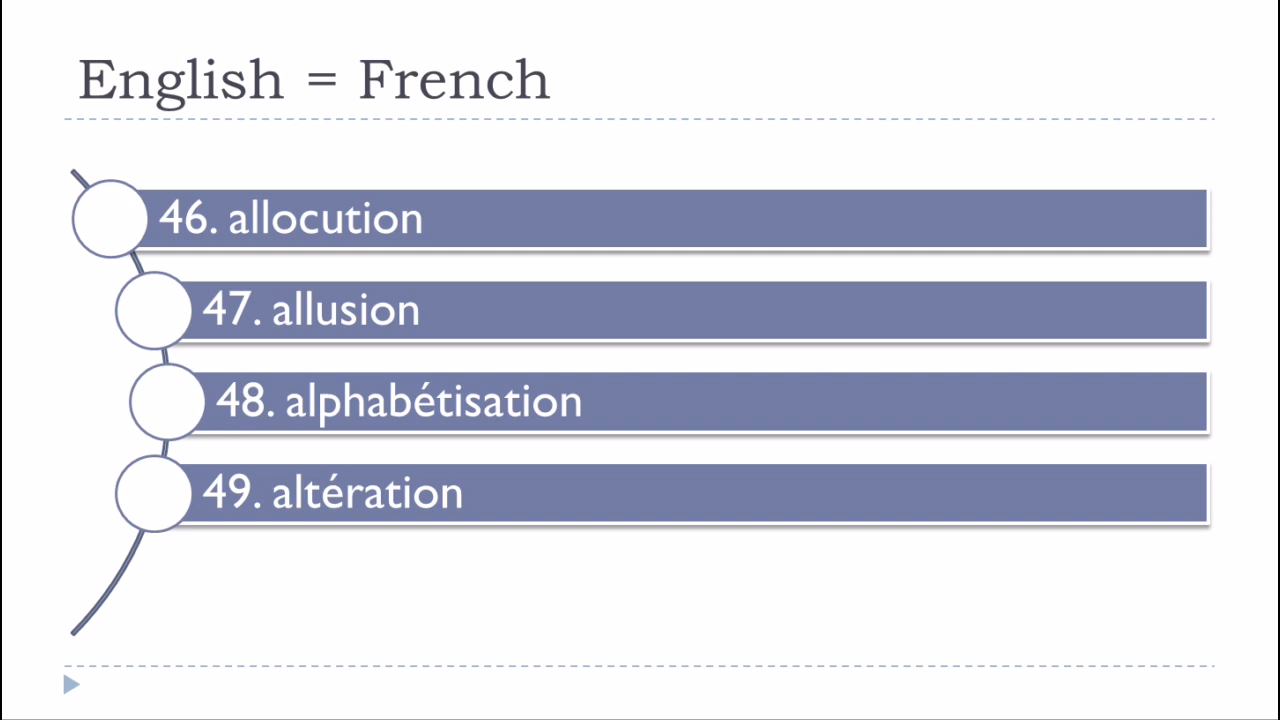 English = French
46. allocution
47. allusion
48. alphabétisation
49. altération